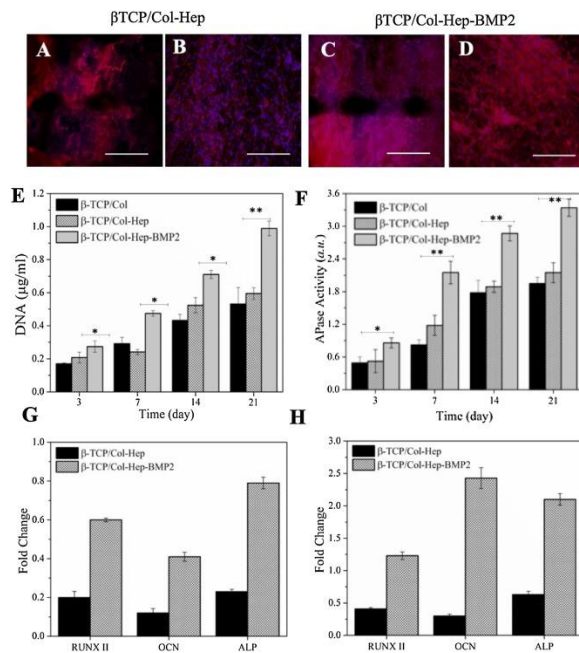 βTCP/Col-Hep βTCP/Col-Hep-BMP2
A B C D
E
1.2
1.0
0.8
0.6
0.4
0.2
0.0
DNA (µg/ml)
β-TCP/Col
β-TCP/Col-Hep
β-TCP/Col-Hep-BMP2
* * * **
3 7 14 21
Time (day)
F
3.6
3.0
2.4
1.8
1.2
0.6
0.0
APase Activity (a.u.)
β-TCP/Col
β-TCP/Col-Hep
β-TCP/Col-Hep-BMP2
* ** ** **
3 7 14 21
Time (day)
G
1.0
0.8
0.6
0.4
0.2
0.0
Fold Change
β-TCP/Col-Hep
β-TCP/Col-Hep-BMP2
RUNX II OCN ALP
H
3.0
2.5
2.0
1.5
1.0
0.5
0.0
Fold Change
β-TCP/Col-Hep
β-TCP/Col-Hep-BMP2
RUNX II OCN ALP